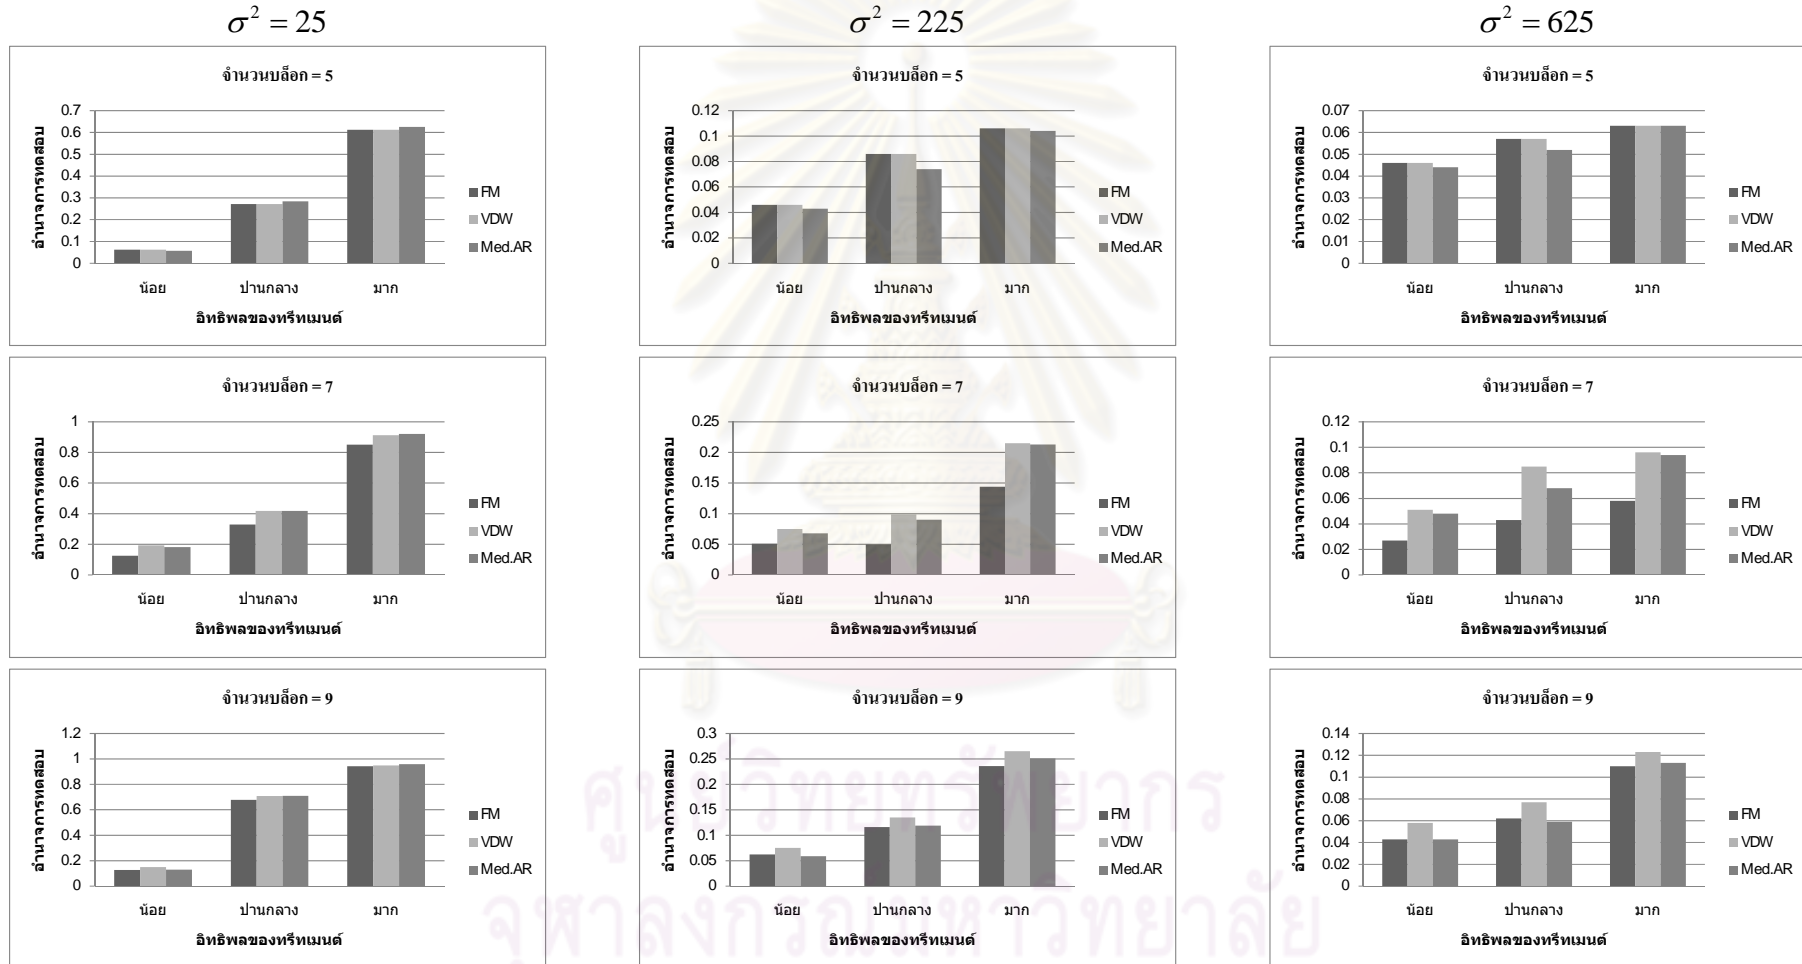 σ² = 25
σ² = 225
σ² = 625
จำนวนบล็อก = 5
อำนาจการทดสอบ
0.7
0.6
0.5
0.4
0.3
0.2
0.1
0
น้อย ปานกลาง มาก
อิทธิพลของทรีทเมนต์
FM
VDW
Med.AR
จำนวนบล็อก = 5
อำนาจการทดสอบ
0.12
0.1
0.08
0.06
0.04
0.02
0
น้อย ปานกลาง มาก
อิทธิพลของทรีทเมนต์
FM
VDW
Med.AR
จำนวนบล็อก = 5
อำนาจการทดสอบ
0.07
0.06
0.05
0.04
0.03
0.02
0.01
0
น้อย ปานกลาง มาก
อิทธิพลของทรีทเมนต์
FM
VDW
Med.AR
จำนวนบล็อก = 7
อำนาจการทดสอบ
1
0.8
0.6
0.4
0.2
0
น้อย ปานกลาง มาก
อิทธิพลของทรีทเมนต์
FM
VDW
Med.AR
จำนวนบล็อก = 7
อำนาจการทดสอบ
0.25
0.2
0.15
0.1
0.05
0
น้อย ปานกลาง มาก
อิทธิพลของทรีทเมนต์
FM
VDW
Med.AR
จำนวนบล็อก = 7
อำนาจการทดสอบ
0.12
0.1
0.08
0.06
0.04
0.02
0
น้อย ปานกลาง มาก
อิทธิพลของทรีทเมนต์
FM
VDW
Med.AR
จำนวนบล็อก = 9
อำนาจการทดสอบ
1.2
1
0.8
0.6
0.4
0.2
0
น้อย ปานกลาง มาก
อิทธิพลของทรีทเมนต์
FM
VDW
Med.AR
จำนวนบล็อก = 9
อำนาจการทดสอบ
0.3
0.25
0.2
0.15
0.1
0.05
0
น้อย ปานกลาง มาก
อิทธิพลของทรีทเมนต์
FM
VDW
Med.AR
จำนวนบล็อก = 9
อำนาจการทดสอบ
0.14
0.12
0.1
0.08
0.06
0.04
0.02
0
น้อย ปานกลาง มาก
อิทธิพลของทรีทเมนต์
FM
VDW
Med.AR
ศูนย์วิทยทรัพยากร
จุฬาลงกรณ์มหาวิทยาลัย